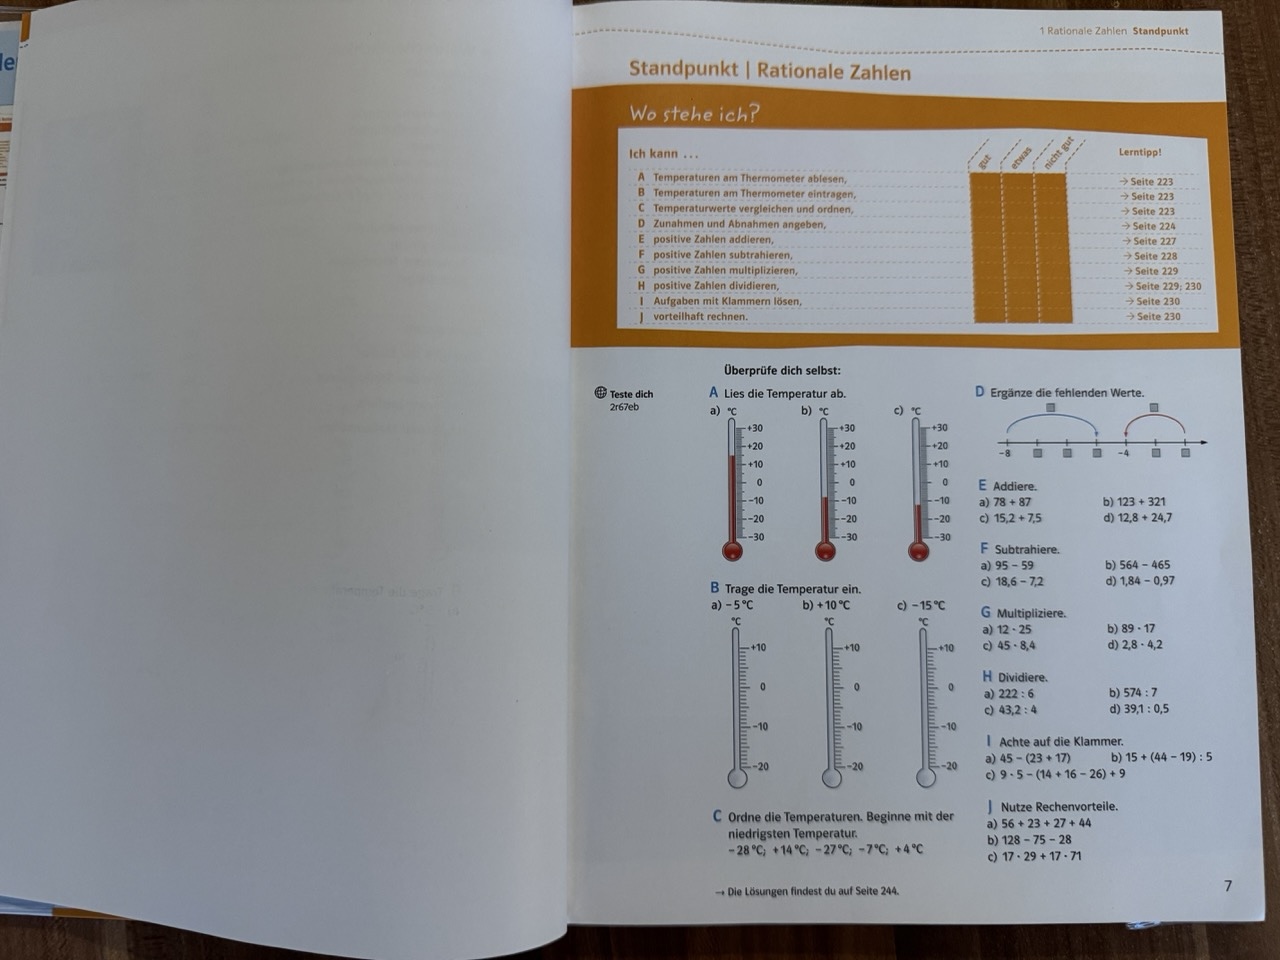 1 Rationale Zahlen Standpunkt
Standpunkt | Rationale Zahlen
Wo stehe ich?
Ich kann ...
gut
etwas
nicht gut
Lerntipp!
A Temperaturen am Thermometer ablesen, → Seite 223
B Temperaturen am Thermometer eintragen, → Seite 223
C Temperaturwerte vergleichen und ordnen, → Seite 223
D Zunahmen und Abnahmen angeben, → Seite 224
E positive Zahlen addieren, → Seite 227
F positive Zahlen subtrahieren, → Seite 228
G positive Zahlen multiplizieren, → Seite 229
H positive Zahlen dividieren, → Seite 229; 230
I Aufgaben mit Klammern lösen, → Seite 230
J vorteilhaft rechnen. → Seite 230
Überprüfe dich selbst:
Teste dich
2r67eb
A Lies die Temperatur ab.
a) °C b) °C c) °C
+30 +30 +30
+20 +20 +20
+10 +10 +10
0 0 0
−10 −10 −10
−20 −20 −20
−30 −30 −30
B Trage die Temperatur ein.
a) −5 °C b) +10 °C c) −15 °C
°C °C °C
+10 +10 +10
0 0 0
−10 −10 −10
−20 −20 −20
C Ordne die Temperaturen. Beginne mit der
niedrigsten Temperatur.
−28 °C; +14 °C; −27 °C; −7 °C; +4 °C
→ Die Lösungen findest du auf Seite 244.
D Ergänze die fehlenden Werte.
−8 −4
E Addiere.
a) 78 + 87 b) 123 + 321
c) 15,2 + 7,5 d) 12,8 + 24,7
F Subtrahiere.
a) 95 − 59 b) 564 − 465
c) 18,6 − 7,2 d) 1,84 − 0,97
G Multipliziere.
a) 12 · 25 b) 89 · 17
c) 45 · 8,4 d) 2,8 · 4,2
H Dividiere.
a) 222 : 6 b) 574 : 7
c) 43,2 : 4 d) 39,1 : 0,5
I Achte auf die Klammer.
a) 45 − (23 + 17) b) 15 + (44 − 19) : 5
c) 9 · 5 − (14 + 16 − 26) + 9
J Nutze Rechenvorteile.
a) 56 + 23 + 27 + 44
b) 128 − 75 − 28
c) 17 · 29 + 17 · 71
7